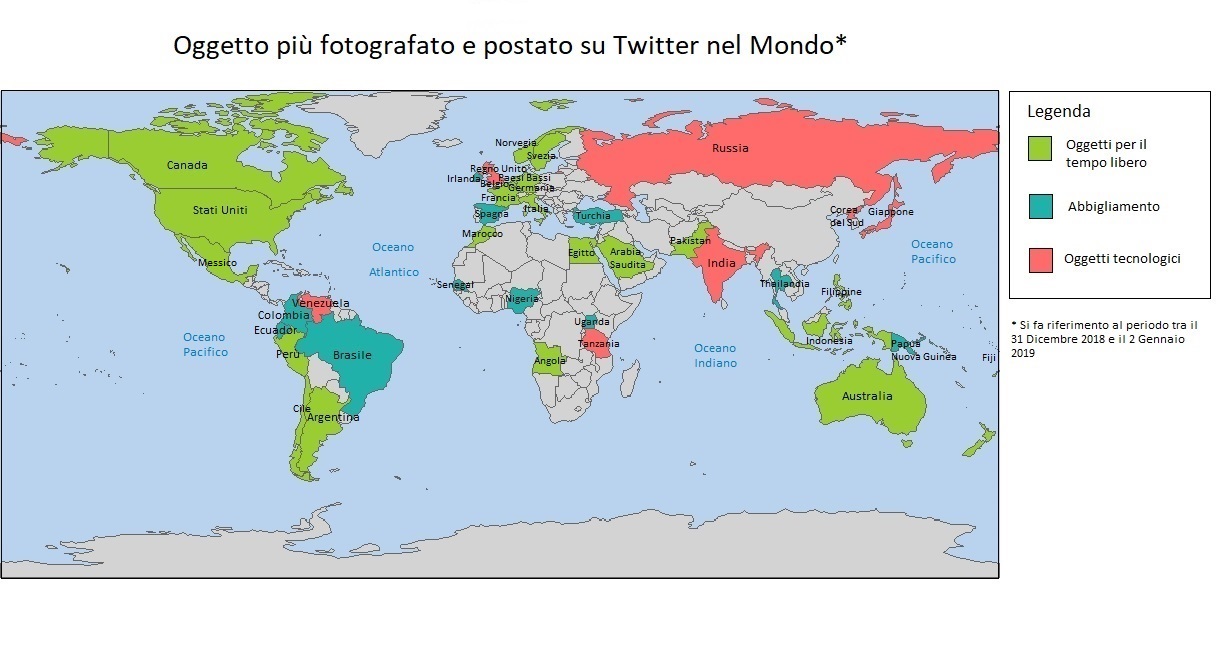 Oggetto più fotografato e postato su Twitter nel Mondo*
Legenda
Oggetti per il
tempo libero
Abbigliamento
Oggetti tecnologici
* Si fa riferimento al periodo tra il
31 Dicembre 2018 e il 2 Gennaio
2019
Canada
Stati Uniti
Messico
Venezuela
Colombia
Ecuador
Perù
Brasile
Cile
Argentina
Oceano
Pacifico
Oceano
Atlantico
Norvegia
Svezia
Regno Unito
Irlanda
Paesi Bassi
Belgio
Germania
Francia
Italia
Spagna
Turchia
Marocco
Egitto
Arabia
Saudita
Senegal
Nigeria
Uganda
Tanzania
Angola
Russia
Corea
del Sud
Giappone
Pakistan
India
Thailandia
Filippine
Indonesia
Papua
Nuova Guinea
Fiji
Australia
Oceano
Indiano
Oceano
Pacifico